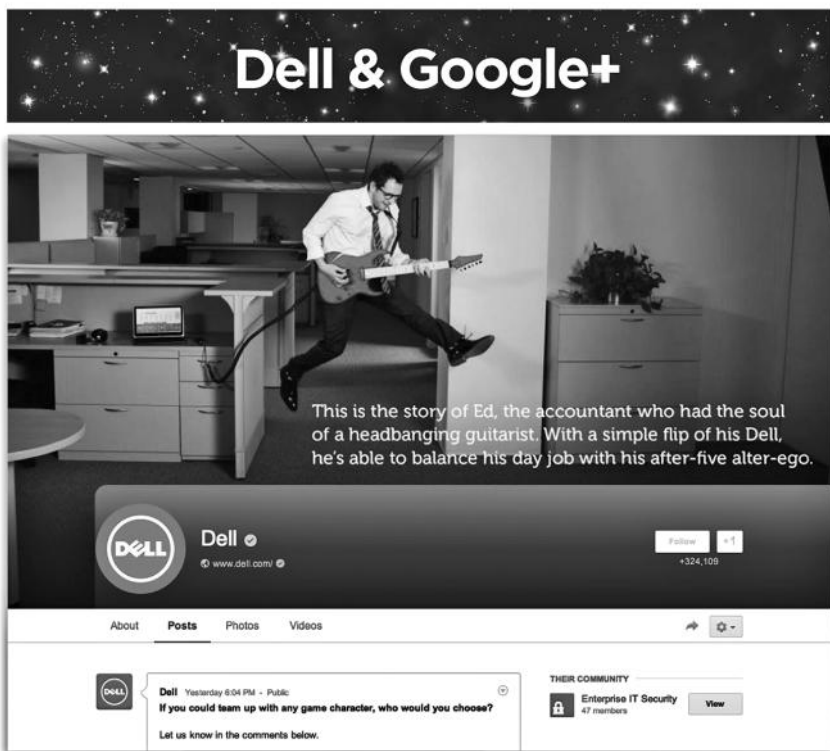 Dell & Google+
This is the story of Ed, the accountant who had the soul
of a headbanging guitarist. With a simple flip of his Dell,
he's able to balance his day job with his after-five alter-ego.
DELL
Dell
www.dell.com/
Follow +1
+324,109
About Posts Photos Videos
DELL
Dell Yesterday 6:04 PM - Public
If you could team up with any game character, who would you choose?
Let us know in the comments below.
THEIR COMMUNITY
Enterprise IT Security
47 members
View